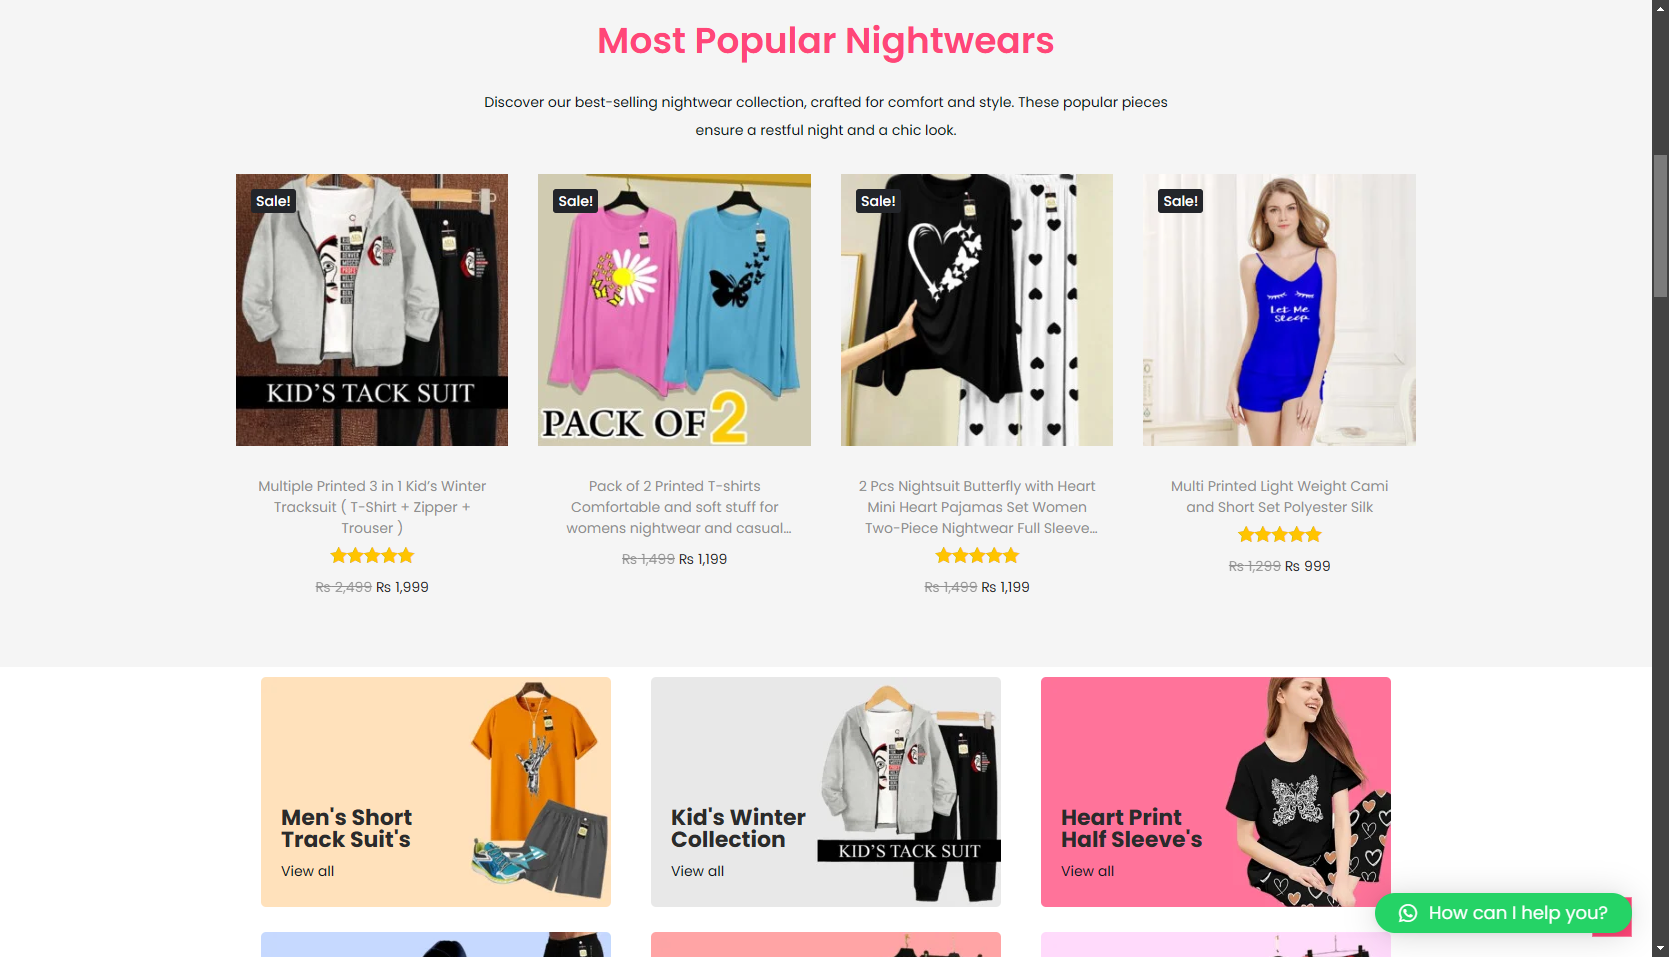 Most Popular Nightwears
Discover our best-selling nightwear collection, crafted for comfort and style. These popular pieces
ensure a restful night and a chic look.
Sale!
KID'S TACK SUIT
Sale!
PACK OF 2
Sale!
Sale!
Let Me
Sleep
Multiple Printed 3 in 1 Kid's Winter
Tracksuit ( T-Shirt + Zipper +
Trouser )
Rs 2,499 Rs 1,999
Pack of 2 Printed T-shirts
Comfortable and soft stuff for
womens nightwear and casual...
Rs 1,499 Rs 1,199
2 Pcs Nightsuit Butterfly with Heart
Mini Heart Pajamas Set Women
Two-Piece Nightwear Full Sleeve...
Rs 1,499 Rs 1,199
Multi Printed Light Weight Cami
and Short Set Polyester Silk
Rs 1,299 Rs 999
Men's Short
Track Suit's
View all
Kid's Winter
Collection
View all
KID'S TACK SUIT
Heart Print
Half Sleeve's
View all
How can I help you?